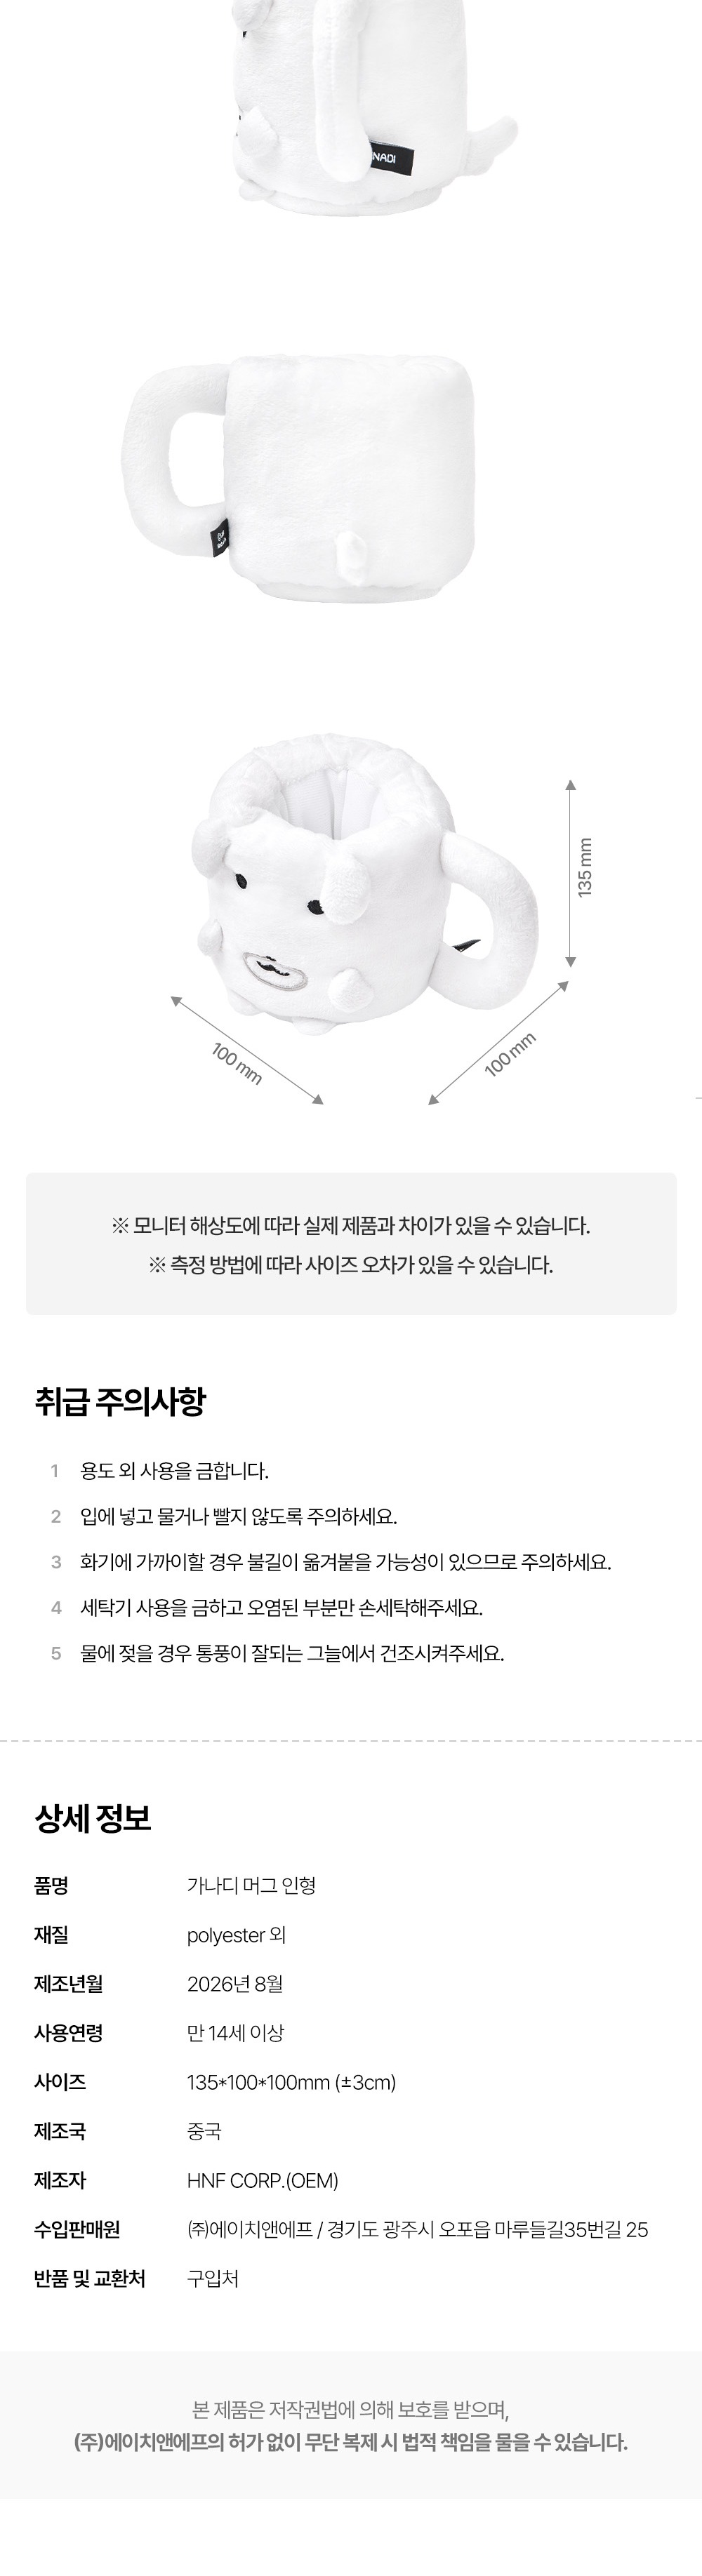 NADI
135 mm
100 mm
100 mm
※ 모니터 해상도에 따라 실제 제품과 차이가 있을 수 있습니다.
※ 측정 방법에 따라 사이즈 오차가 있을 수 있습니다.
취급 주의사항
1 용도 외 사용을 금합니다.
2 입에 넣고 물거나 빨지 않도록 주의하세요.
3 화기에 가까이할 경우 불길이 옮겨붙을 가능성이 있으므로 주의하세요.
4 세탁기 사용을 금하고 오염된 부분만 손세탁해주세요.
5 물에 젖을 경우 통풍이 잘되는 그늘에서 건조시켜주세요.
상세 정보
품명 가나디 머그 인형
재질 polyester 외
제조년월 2026년 8월
사용연령 만 14세 이상
사이즈 135*100*100mm (±3cm)
제조국 중국
제조자 HNF CORP.(OEM)
수입판매원 ㈜에이치앤에프 / 경기도 광주시 오포읍 마루들길35번길 25
반품 및 교환처 구입처
본 제품은 저작권법에 의해 보호를 받으며,
(주)에이치앤에프의 허가 없이 무단 복제 시 법적 책임을 물을 수 있습니다.